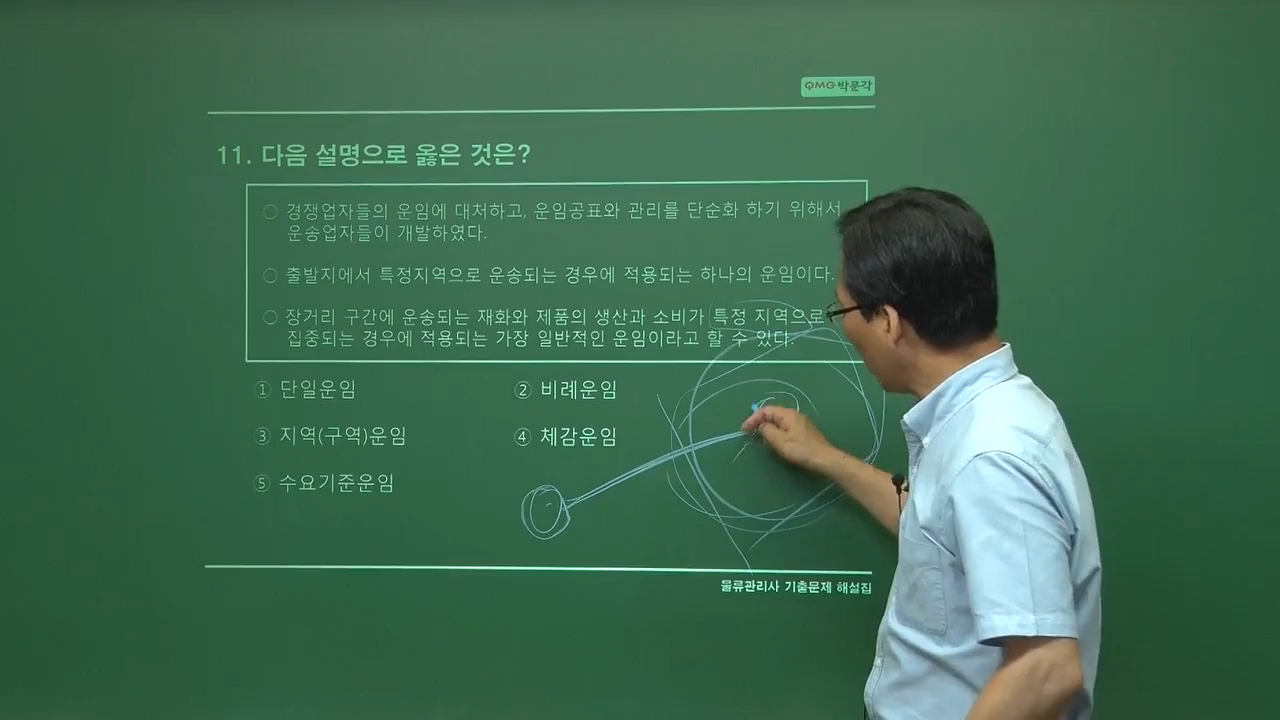 QMG박문각
11. 다음 설명으로 옳은 것은?
○ 경쟁업자들의 운임에 대처하고, 운임공표와 관리를 단순화 하기 위해서
운송업자들이 개발하였다.
○ 출발지에서 특정지역으로 운송되는 경우에 적용되는 하나의 운임이다.
○ 장거리 구간에 운송되는 재화와 제품의 생산과 소비가 특정 지역으로
집중되는 경우에 적용되는 가장 일반적인 운임이라고 할 수 있다.
① 단일운임
② 비례운임
③ 지역(구역)운임
④ 체감운임
⑤ 수요기준운임
물류관리사 기출문제 해설집